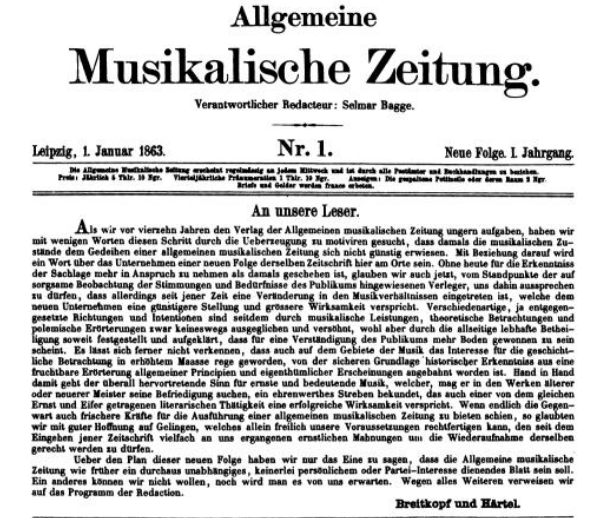 Allgemeine
Musikalische Zeitung.
Verantwortlicher Redacteur: Selmar Bagge.
Leipzig, 1. Januar 1863. Nr. 1. Neue Folge. I. Jahrgang.
Die Allgemeine Musikalische Zeitung erscheint regelmässig an jedem Mittwoch und ist durch alle Postämter und Buchhandlungen zu beziehen.
Preis: Jährlich 5 Thlr. 10 Ngr. Vierteljährliche Pränumeration 1 Thlr. 10 Ngr. Anzeigen: Die gespaltene Petitzeile oder deren Raum 2 Ngr.
Briefe und Gelder werden franco erbeten.
An unsere Leser.
Als wir vor vierzehn Jahren den Verlag der Allgemeinen musikalischen Zeitung ungern aufgaben, haben wir
mit wenigen Worten diesen Schritt durch die Ueberzeugung zu motiviren gesucht, dass damals die musikalischen Zu-
stände dem Gedeihen einer allgemeinen musikalischen Zeitung sich nicht günstig erwiesen. Mit Beziehung darauf wird
ein Wort über das Unternehmen einer neuen Folge derselben Zeitschrift hier am Orte sein. Ohne heute für die Erkenntniss
der Sachlage mehr in Anspruch zu nehmen als damals geschehen ist, glauben wir auch jetzt, vom Standpunkte der auf
sorgsame Beobachtung der Stimmungen und Bedürfnisse des Publikums hingewiesenen Verleger, uns dahin aussprechen
zu dürfen, dass allerdings seit jener Zeit eine Veränderung in den Musikverhältnissen eingetreten ist, welche dem
neuen Unternehmen eine günstigere Stellung und grössere Wirksamkeit verspricht. Verschiedenartige, ja entgegen-
gesetzte Richtungen und Intentionen sind seitdem durch musikalische Leistungen, theoretische Betrachtungen und
polemische Erörterungen zwar keineswegs ausgeglichen und versöhnt, wohl aber durch die allseitige lebhafte Bethei-
ligung soweit festgestellt und aufgeklärt, dass für eine Verständigung des Publikums mehr Boden gewonnen zu sein
scheint. Es lässt sich ferner nicht verkennen, dass auch auf dem Gebiete der Musik das Interesse für die geschicht-
liche Betrachtung in erhöhtem Maasse rege geworden, von der sicheren Grundlage historischer Erkenntniss aus eine
fruchtbare Erörterung allgemeiner Principien und eigenthümlicher Erscheinungen angebahnt worden ist. Hand in Hand
damit geht der überall hervortretende Sinn für ernste und bedeutende Musik, welcher, mag er in den Werken älterer
oder neuerer Meister seine Befriedigung suchen, ein ehrenwerthes Streben bekundet, das auch einer von dem gleichen
Ernst und Eifer getragenen literarischen Thätigkeit eine erfolgreiche Wirksamkeit verspricht. Wenn endlich die Gegen-
wart auch frischere Kräfte für die Ausführung einer allgemeinen musikalischen Zeitung zu bieten schien, so glaubten
wir mit guter Hoffnung auf Gelingen, welches allein freilich unsere Voraussetzungen rechtfertigen kann, den seit dem
Eingehen jener Zeitschrift vielfach an uns ergangenen ernstlichen Mahnungen um die Wiederaufnahme derselben
gerecht werden zu dürfen.
Ueber den Plan dieser neuen Folge haben wir nur das Eine zu sagen, dass die Allgemeine musikalische
Zeitung wie früher ein durchaus unabhängiges, keinerlei persönlichem oder Partei-Interesse dienendes Blatt sein soll.
Ein anderes können wir nicht wollen, noch wird man es von uns erwarten. Wegen alles Weiteren verweisen wir
auf das Programm der Redaction.
Breitkopf und Härtel.